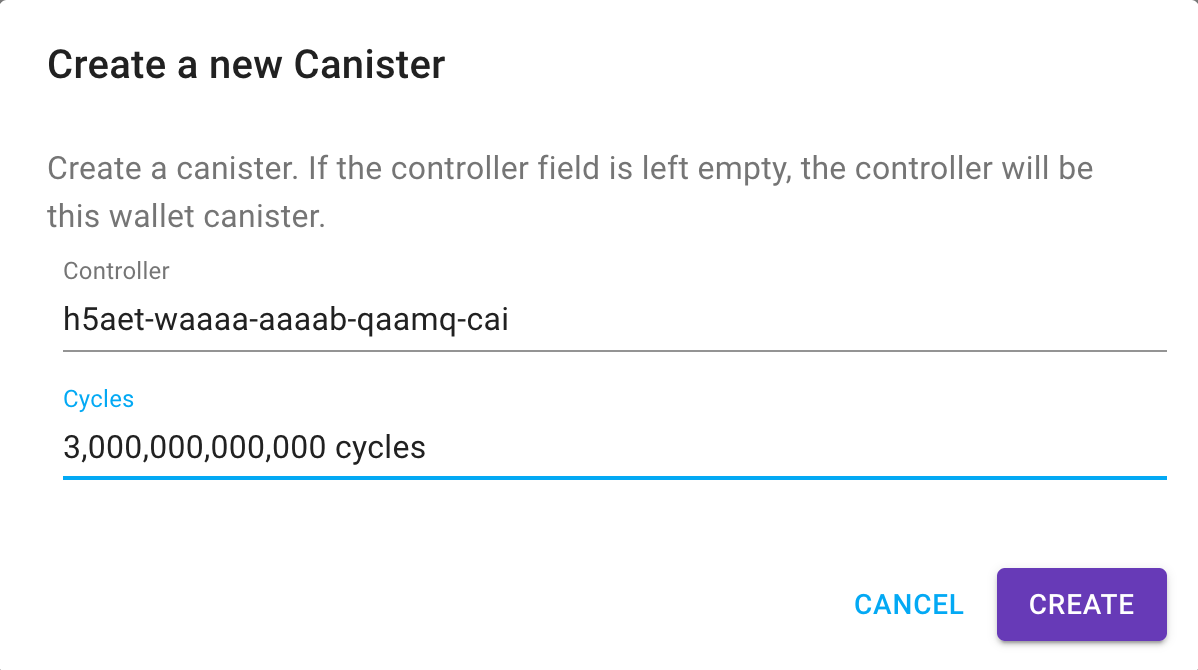 Create a new Canister
Create a canister. If the controller field is left empty, the controller will be
this wallet canister.
Controller
h5aet-waaaa-aaaab-qaamq-cai
Cycles
3,000,000,000,000 cycles
CANCEL
CREATE